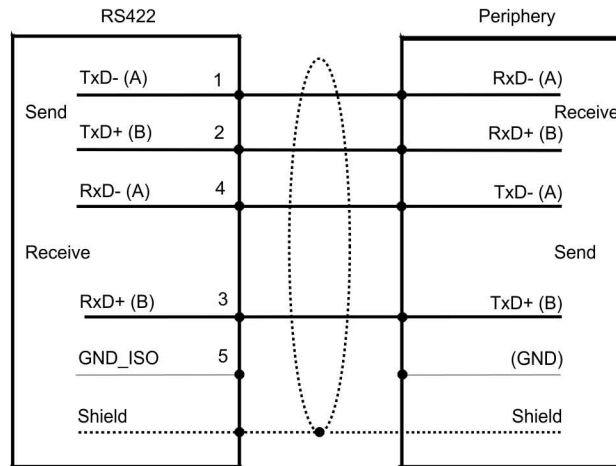 RS422 Periphery
TxD- (A) 1 RxD- (A)
Send Receive
TxD+ (B) 2 RxD+ (B)
RxD- (A) 4 TxD- (A)
Receive Send
RxD+ (B) 3 TxD+ (B)
GND_ISO 5 (GND)
Shield Shield